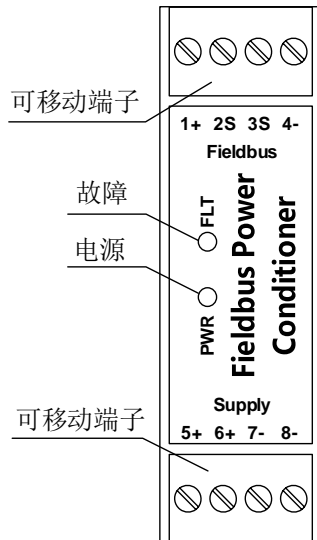 可移动端子
1+ 2S 3S 4-
Fieldbus
故障
FLT
电源
PWR
Fieldbus Power
Conditioner
Supply
可移动端子
5+ 6+ 7- 8-